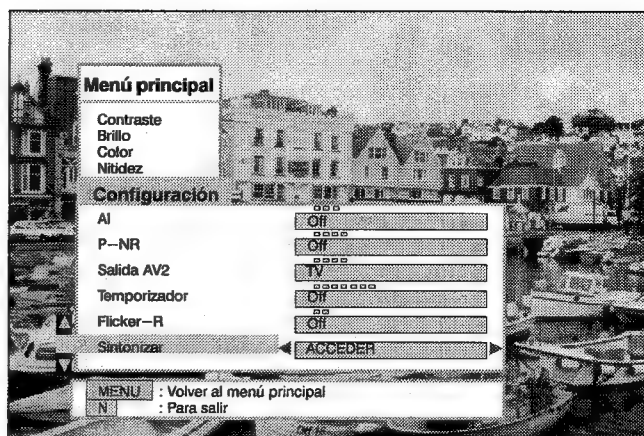 Menú principal
Contraste
Brillo
Color
Nitidez
Configuración
AI Off
P-NR Off
Salida AV2 TV
Temporizador Off
Flicker-R Off
Sintonizar ACCEDER
MENU : Volver al menú principal
N : Para salir